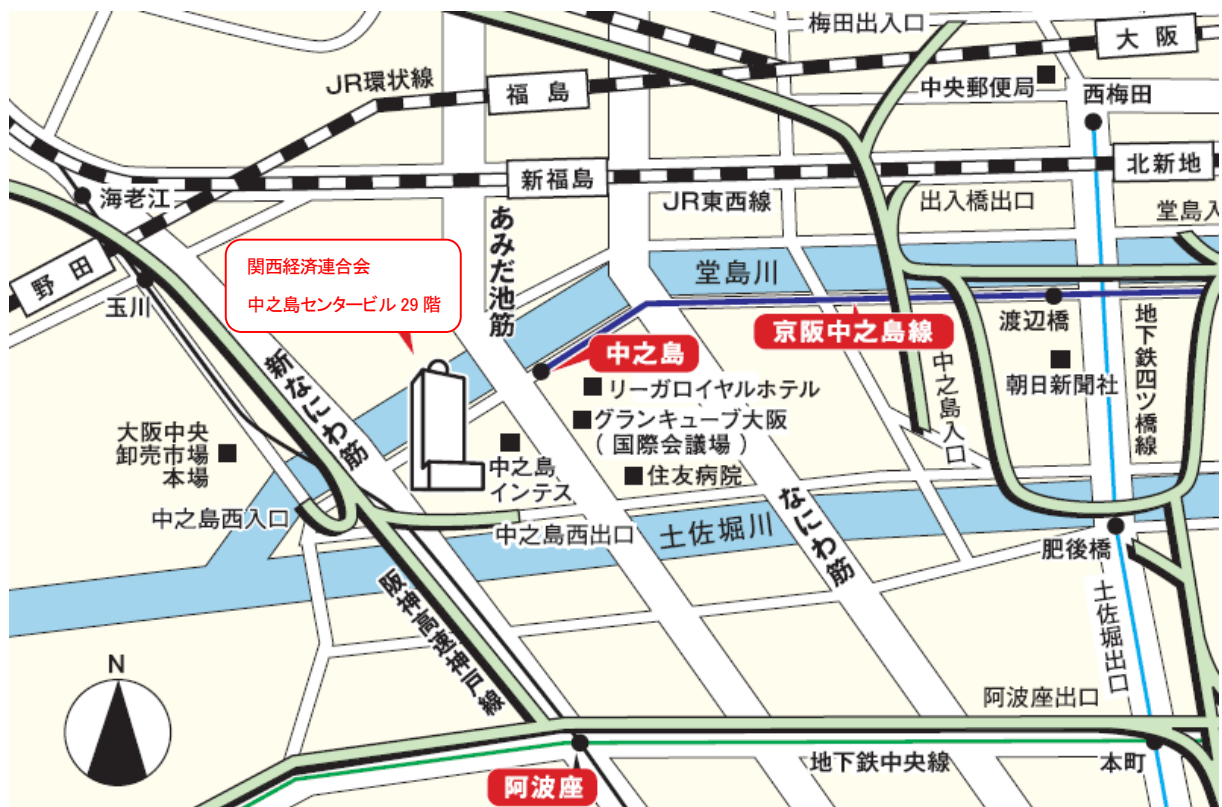 梅田出入口
大阪
JR環状線
福島
中央郵便局
西梅田
新福島
北新地
海老江
JR東西線
出入橋出口
堂島入
あみだ池筋
関西経済連合会
中之島センタービル 29 階
野田
玉川
堂島川
渡辺橋
京阪中之島線
中之島
地下鉄四ツ橋線
中之島入口
朝日新聞社
新なにわ筋
リーガロイヤルホテル
グランキューブ大阪
(国際会議場)
大阪中央
卸売市場
本場
中之島
インテス
住友病院
中之島西入口
中之島西出口
土佐堀川
なにわ筋
肥後橋
阪神高速神戸線
土佐堀出口
N
阿波座出口
地下鉄中央線
本町
阿波座